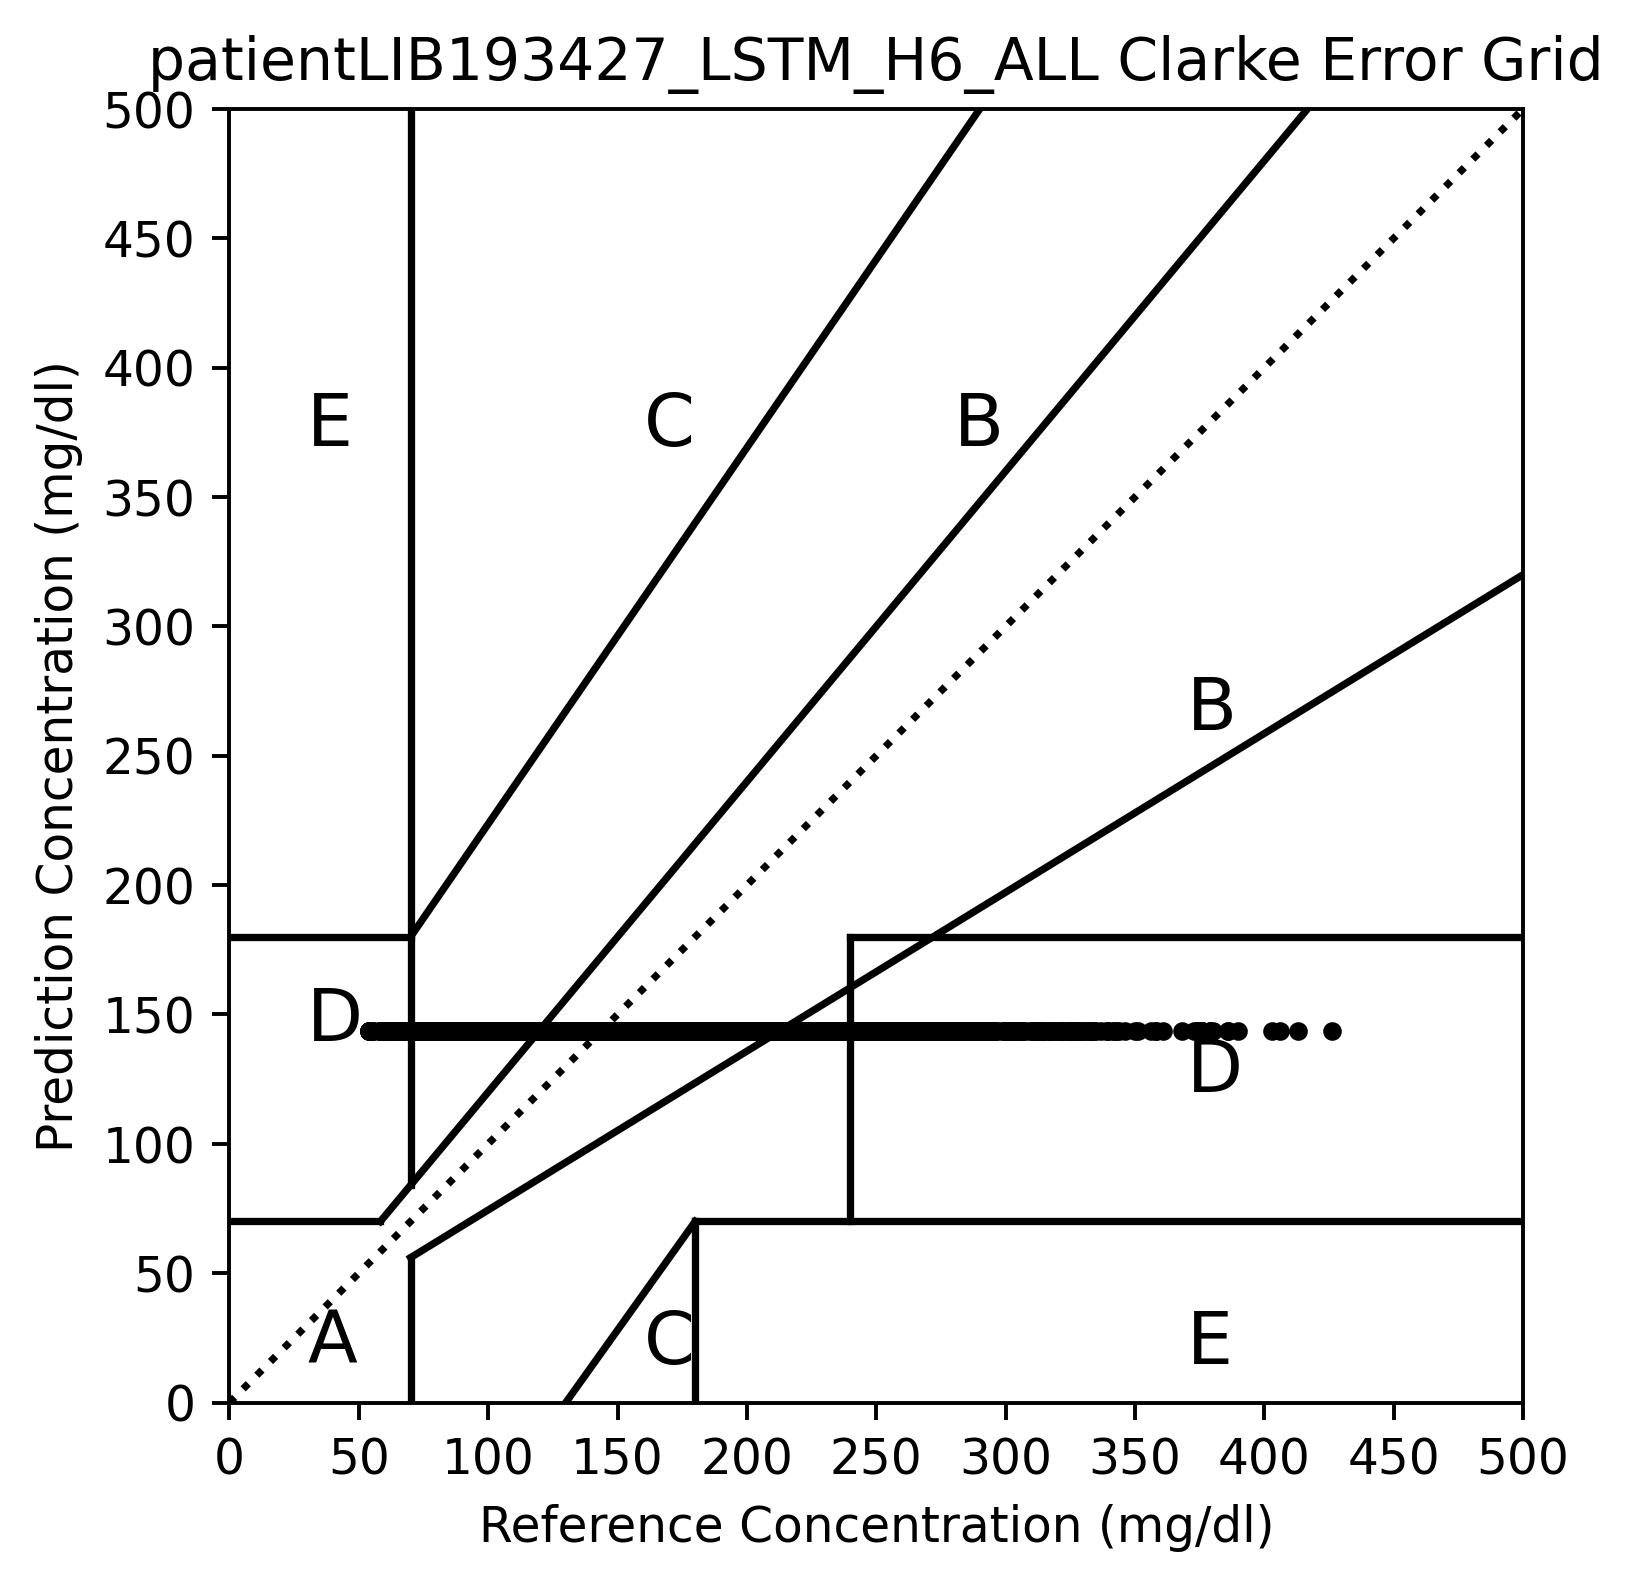 patientLIB193427_LSTM_H6_ALL Clarke Error Grid
500
450
400
350
300
250
200
150
100
50
0
Prediction Concentration (mg/dl)
E
C
B
B
D
D
A
C
E
0 50 100 150 200 250 300 350 400 450 500
Reference Concentration (mg/dl)